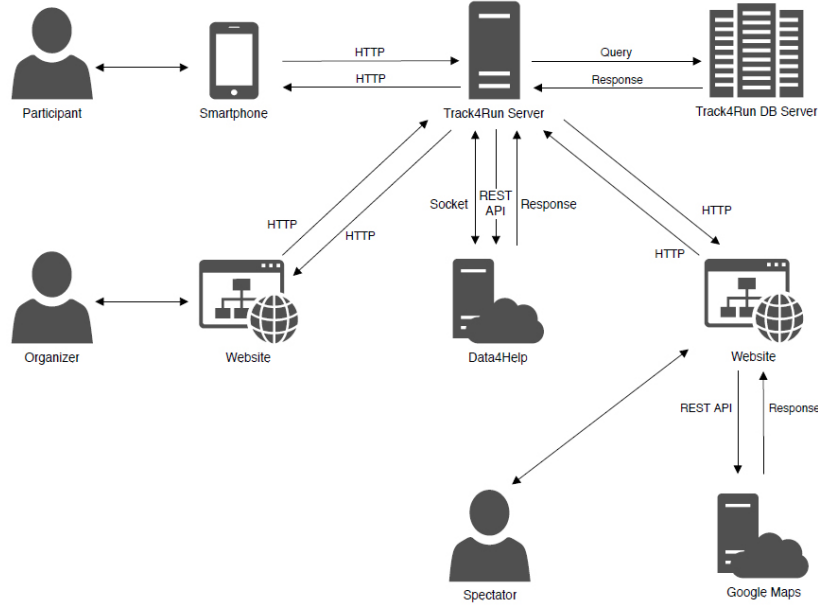 HTTP
Query
HTTP
Response
Participant
Smartphone
Track4Run Server
Track4Run DB Server
Socket
REST
API
Response
HTTP
HTTP
HTTP
HTTP
Organizer
Website
Data4Help
Website
REST API
Response
Spectator
Google Maps